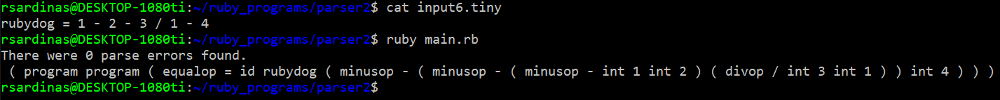 rsardinas@DESKTOP-1080ti:~/ruby_programs/parser2$ cat input6.tiny
rubydog = 1 - 2 - 3 / 1 - 4
rsardinas@DESKTOP-1080ti:~/ruby_programs/parser2$ ruby main.rb
There were 0 parse errors found.
 ( program program ( equalop = id rubydog ( minusop - ( minusop - ( minusop - int 1 int 2 ) ( divop / int 3 int 1 ) ) int 4 ) ) )
rsardinas@DESKTOP-1080ti:~/ruby_programs/parser2$